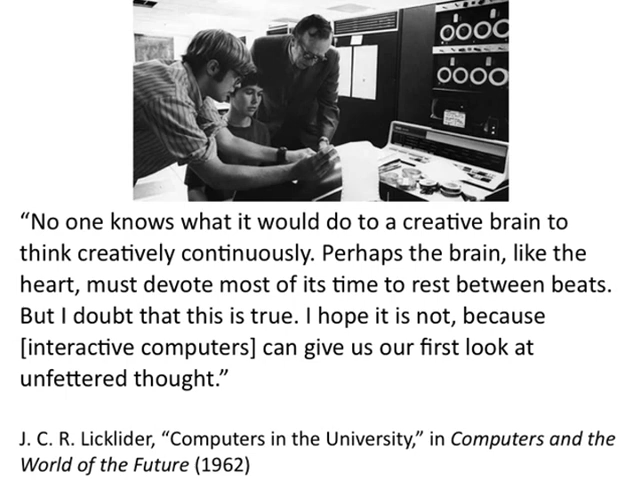 “No one knows what it would do to a creative brain to
think creatively continuously. Perhaps the brain, like the
heart, must devote most of its time to rest between beats.
But I doubt that this is true. I hope it is not, because
[interactive computers] can give us our first look at
unfettered thought.”
J. C. R. Licklider, “Computers in the University,” in Computers and the
World of the Future (1962)